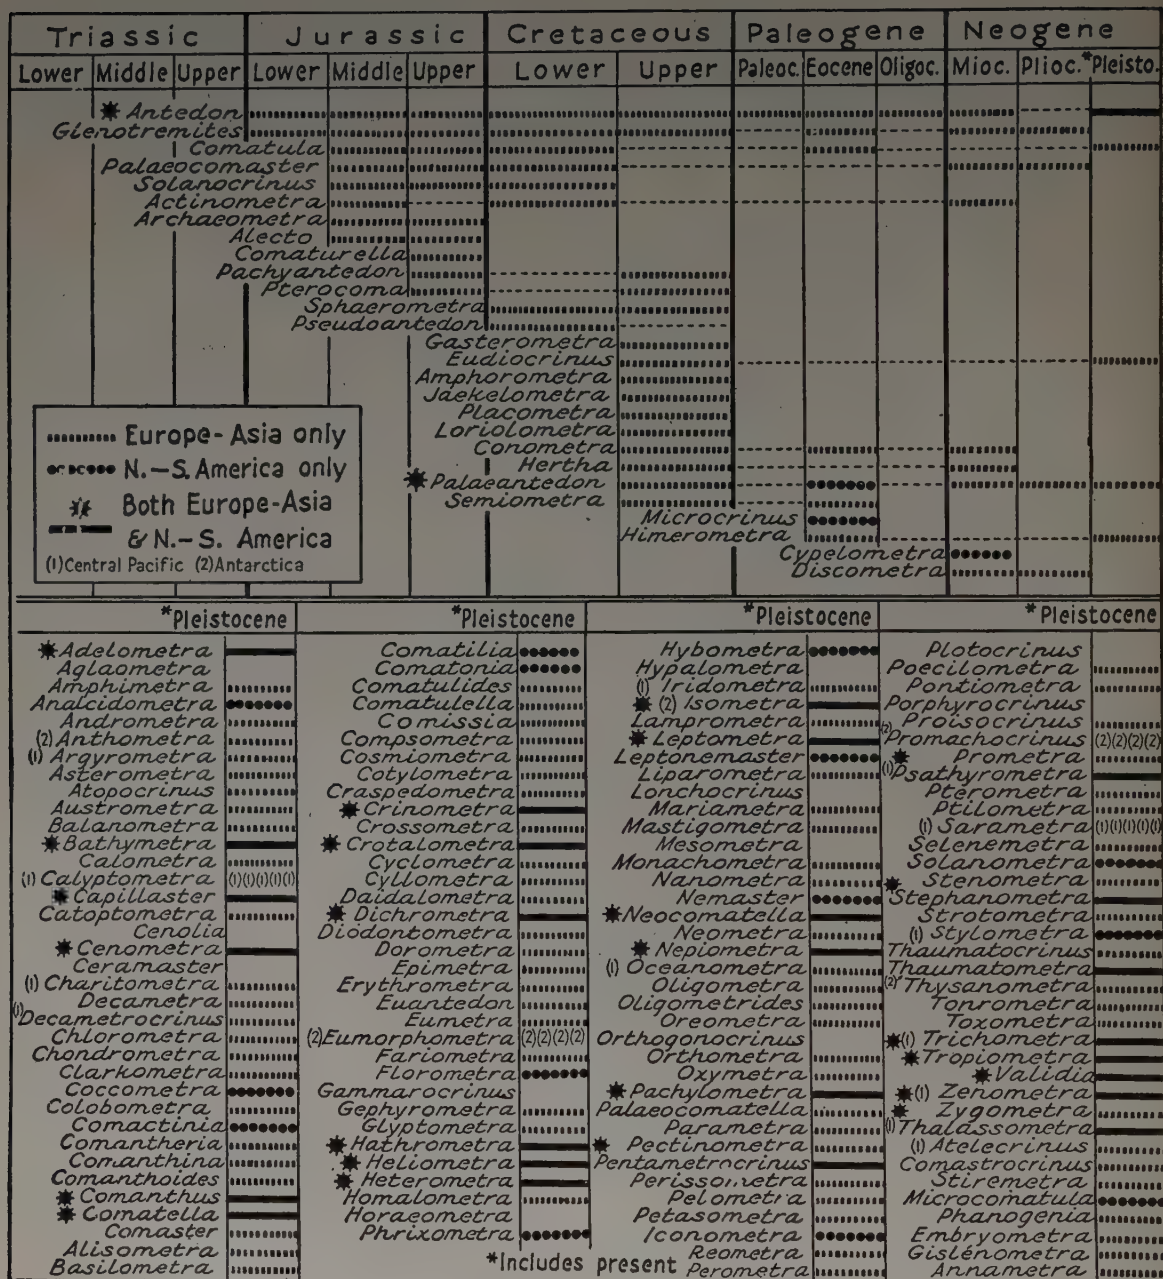 Triassic Jurassic Cretaceous Paleogene Neogene
Lower Middle Upper Lower Middle Upper Lower Upper Paleoc. Eocene Oligoc. Mioc. Plioc. *Pleisto.
Antedon
Glenotremites
Comatula
Palaeocomaster
Solanocrinus
Actinometra
Archaeometra
Alecto
Comaturella
Pachyantedon
Pterocoma
Sphaerometra
Pseudoantedon
Gasterometra
Eudiocrinus
Amphorometra
Jaekelometra
Placometra
Loriolometra
Conometra
Hertha
Palaeantedon
Semiometra
Microcrinus
Himerometra
Cypelometra
Discometra
Europe-Asia only
N.-S. America only
Both Europe-Asia
& N.-S. America
(1)Central Pacific (2)Antarctica
*Pleistocene
Adelometra
Aglaometra
Amphimetra
Analcidometra
Andrometra
(2)Anthometra
(1)Argyrometra
Asterometra
Atopocrinus
Austrometra
Balanometra
Bathymetra
Calometra
(1)Calyptometra (1)(1)(1)(1)(1)
Capillaster
Catoptometra
Cenolia
Cenometra
Ceramaster
(1)Charitometra
Decametra
(1)Decametrocrinus
Chlorometra
Chondrometra
Clarkometra
Coccometra
Colobometra
Comactinia
Comantheria
Comanthina
Comanthoides
Comanthus
Comatella
Comaster
Alisometra
Basilometra
*Pleistocene
Comatilia
Comatonia
Comatulides
Comatulella
Comissia
Compsometra
Cosmiometra
Cotylometra
Craspedometra
Crinometra
Crossometra
Crotalometra
Cyclometra
Cyllometra
Daidalometra
Dichrometra
Diodontometra
Dorometra
Epimetra
Erythrometra
Euantedon
Eumetra
(2)Eumorphometra (2)(2)(2)(2)
Fariometra
Florometra
Gammarocrinus
Gephyrometra
Glyptometra
Hathrometra
Heliometra
Heterometra
Homalometra
Horaeometra
Phrixometra
*Includes present
*Pleistocene
Hybometra
Hypalometra
(1) Iridometra
(2) Isometra
Lamprometra
Leptometra
Leptonemaster
Liparometra
Lonchocrinus
Mariametra
Mastigometra
Mesometra
Monachometra
Nanometra
Nemaster
Neocomatella
Neometra
Nepiometra
(1) Oceanometra
Oligometra
Oligometrides
Oreometra
Orthogonocrinus
Orthometra
Oxymetra
Pachylometra
Palaeocomatella
Parametra
Pectinometra
Pentametrocrinus
Perissometra
Pelometra
Petasometra
Iconometra
Reometra
Perometra
*Pleistocene
Plotocrinus
Poecilometra
Pontiometra
Porphyrocrinus
Proisocrinus
(2)Promachocrinus (2)(2)(2)(2)
Prometra
(1)Psathyrometra
Pterometra
Ptilometra
(1) Sarametra (1)(1)(1)(1)(1)
Selenemetra
Solanometra
Stenometra
Stephanometra
Strotometra
(1) Stylometra
Thaumatocrinus
Thaumatometra
(2)Thysanometra
Tonrometra
Toxometra
(1)Trichometra
Tropiometra
Validia
(1) Zenometra
Zygometra
(1)Thalassometra
(1) Atelecrinus
Comastrocrinus
Stiremetra
Microcomatula
Phanogenia
Embryometra
Gislénometra
Annametra